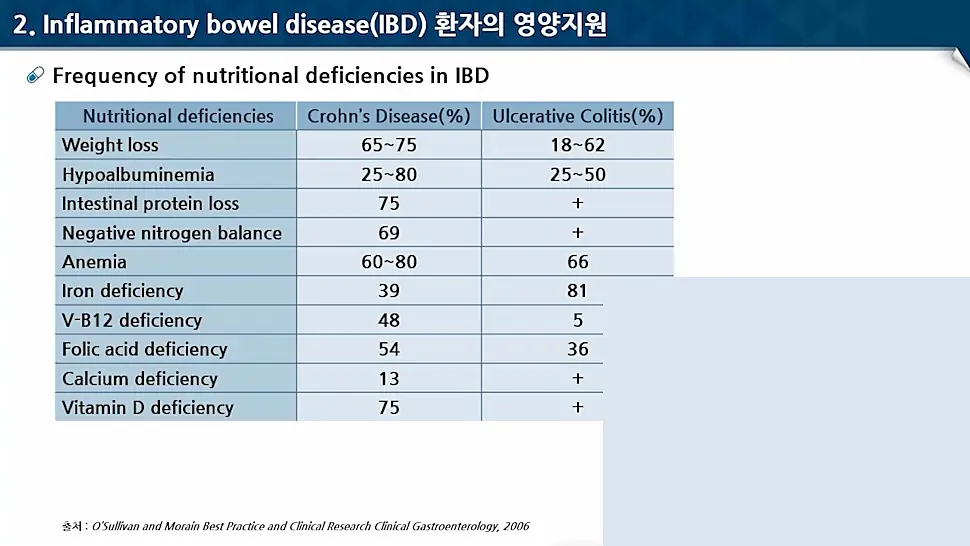 2. Inflammatory bowel disease(IBD) 환자의 영양지원
Frequency of nutritional deficiencies in IBD
Nutritional deficiencies Crohn's Disease(%) Ulcerative Colitis(%)
Weight loss 65~75 18~62
Hypoalbuminemia 25~80 25~50
Intestinal protein loss 75 +
Negative nitrogen balance 69 +
Anemia 60~80 66
Iron deficiency 39 81
V-B12 deficiency 48 5
Folic acid deficiency 54 36
Calcium deficiency 13 +
Vitamin D deficiency 75 +
출처 : O'Sullivan and Morain Best Practice and Clinical Research Clinical Gastroenterology, 2006